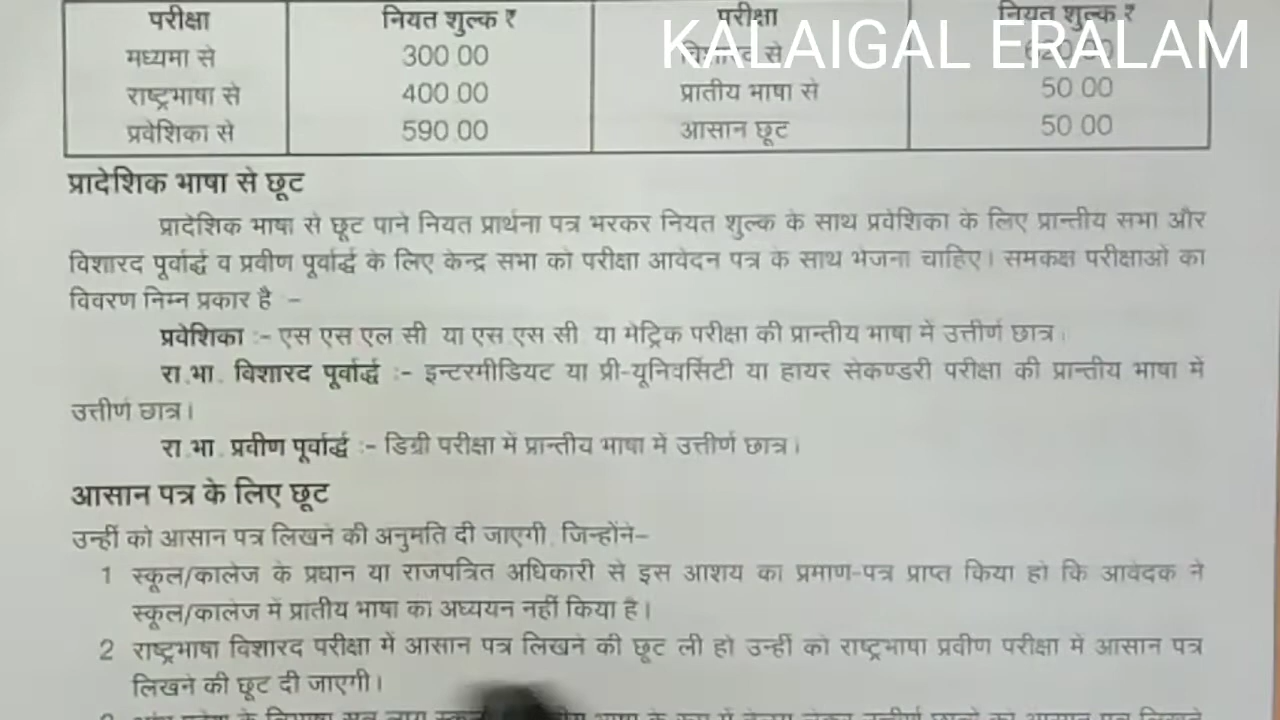 KALAIGAL ERALAM
परीक्षा नियत शुल्क ₹ परीक्षा नियत शुल्क ₹
मध्यमा से 300 00 विशारद से
राष्ट्रभाषा से 400 00 प्रातीय भाषा से 50 00
प्रवेशिका से 590 00 आसान छूट 50 00
प्रादेशिक भाषा से छूट
प्रादेशिक भाषा से छूट पाने नियत प्रार्थना पत्र भरकर नियत शुल्क के साथ प्रवेशिका के लिए प्रान्तीय सभा और
विशारद पूर्वार्द्ध व प्रवीण पूर्वार्द्ध के लिए केन्द्र सभा को परीक्षा आवेदन पत्र के साथ भेजना चाहिए। समकक्ष परीक्षाओं का
विवरण निम्न प्रकार है :-
प्रवेशिका :- एस एस एल सी या एस एस सी या मेट्रिक परीक्षा की प्रान्तीय भाषा में उत्तीर्ण छात्र।
रा.भा. विशारद पूर्वार्द्ध :- इन्टरमीडियट या प्री-यूनिवर्सिटी या हायर सेकण्डरी परीक्षा की प्रान्तीय भाषा में
उत्तीर्ण छात्र।
रा.भा. प्रवीण पूर्वार्द्ध :- डिग्री परीक्षा में प्रान्तीय भाषा में उत्तीर्ण छात्र।
आसान पत्र के लिए छूट
उन्हीं को आसान पत्र लिखने की अनुमति दी जाएगी, जिन्होंने-
1 स्कूल/कालेज के प्रधान या राजपत्रित अधिकारी से इस आशय का प्रमाण-पत्र प्राप्त किया हो कि आवेदक ने
स्कूल/कालेज में प्रातीय भाषा का अध्ययन नहीं किया है।
2 राष्ट्रभाषा विशारद परीक्षा में आसान पत्र लिखने की छूट ली हो उन्हीं को राष्ट्रभाषा प्रवीण परीक्षा में आसान पत्र
लिखने की छूट दी जाएगी।